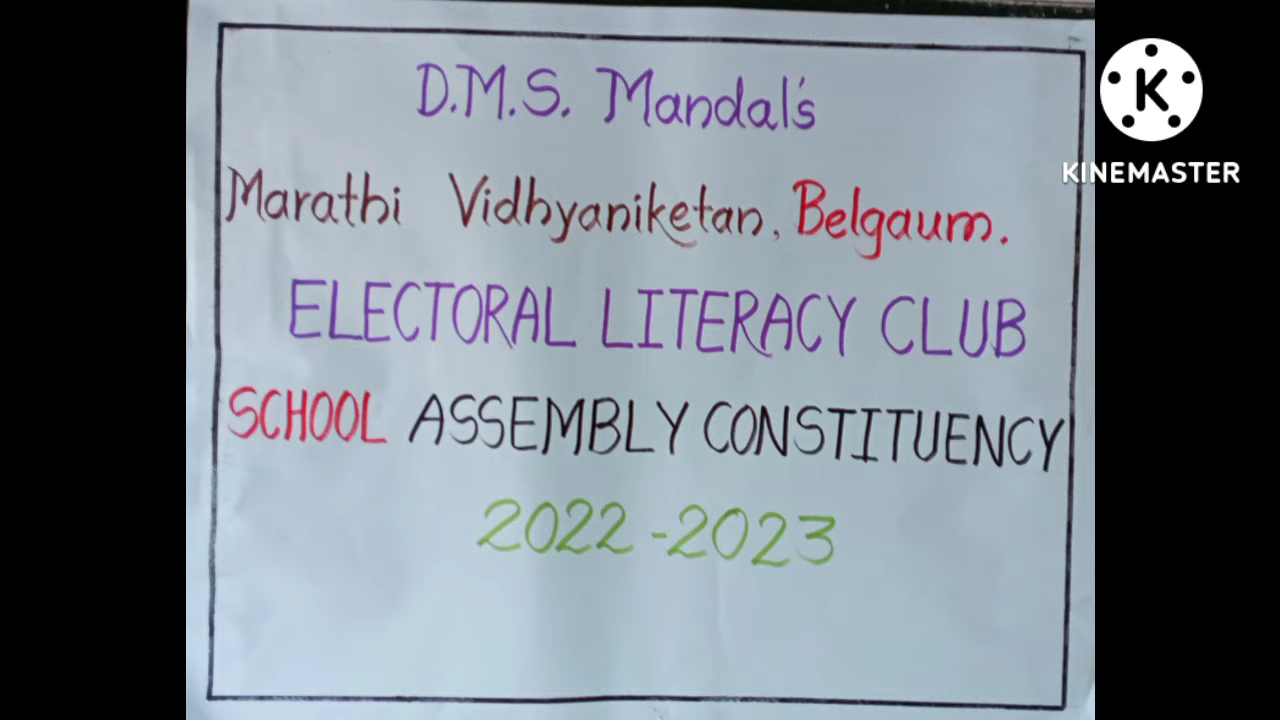 D.M.S. Mandal's
Marathi Vidhyaniketan, Belgaum.
ELECTORAL LITERACY CLUB
SCHOOL ASSEMBLY CONSTITUENCY
2022-2023
K
KINEMASTER